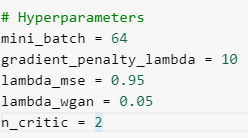 # Hyperparameters
mini_batch = 64
gradient_penalty_lambda = 10
lambda_mse = 0.95
lambda_wgan = 0.05
n_critic = 2